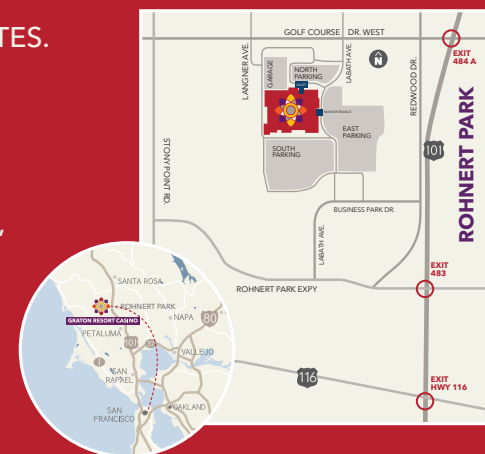 TES.
,
GOLF COURSE DR. WEST
LANGNER AVE.
GARAGE
NORTH
PARKING
LABATH AVE.
N
REDWOOD DR.
EXIT
484 A
EAST
PARKING
SOUTH
PARKING
101
ROHNERT PARK
STONY POINT RD.
BUSINESS PARK DR.
LABATH AVE.
EXIT
483
ROHNERT PARK EXPY
116
EXIT
HWY 116
SANTA ROSA
ROHNERT PARK
GRATON RESORT CASINO
NAPA
80
PETALUMA
101
37
VALLEJO
1
SAN
RAFAEL
SAN
FRANCISCO
OAKLAND